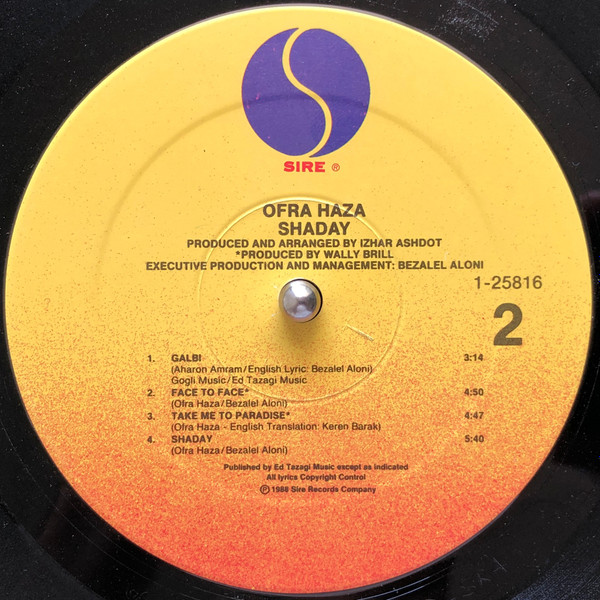 SIRE ®
OFRA HAZA
SHADAY
PRODUCED AND ARRANGED BY IZHAR ASHDOT
*PRODUCED BY WALLY BRILL
EXECUTIVE PRODUCTION AND MANAGEMENT: BEZALEL ALONI
1-25816
2
1. GALBI 3:14
(Aharon Amram/English Lyric: Bezalel Aloni)
Gogli Music/Ed Tazagi Music
2. FACE TO FACE* 4:50
(Ofra Haza/Bezalel Aloni)
3. TAKE ME TO PARADISE* 4:47
(Ofra Haza - English Translation: Keren Barak)
4. SHADAY 5:40
(Ofra Haza/Bezalel Aloni)
Published by Ed Tazagi Music except as indicated
All lyrics Copyright Control
℗ 1988 Sire Records Company